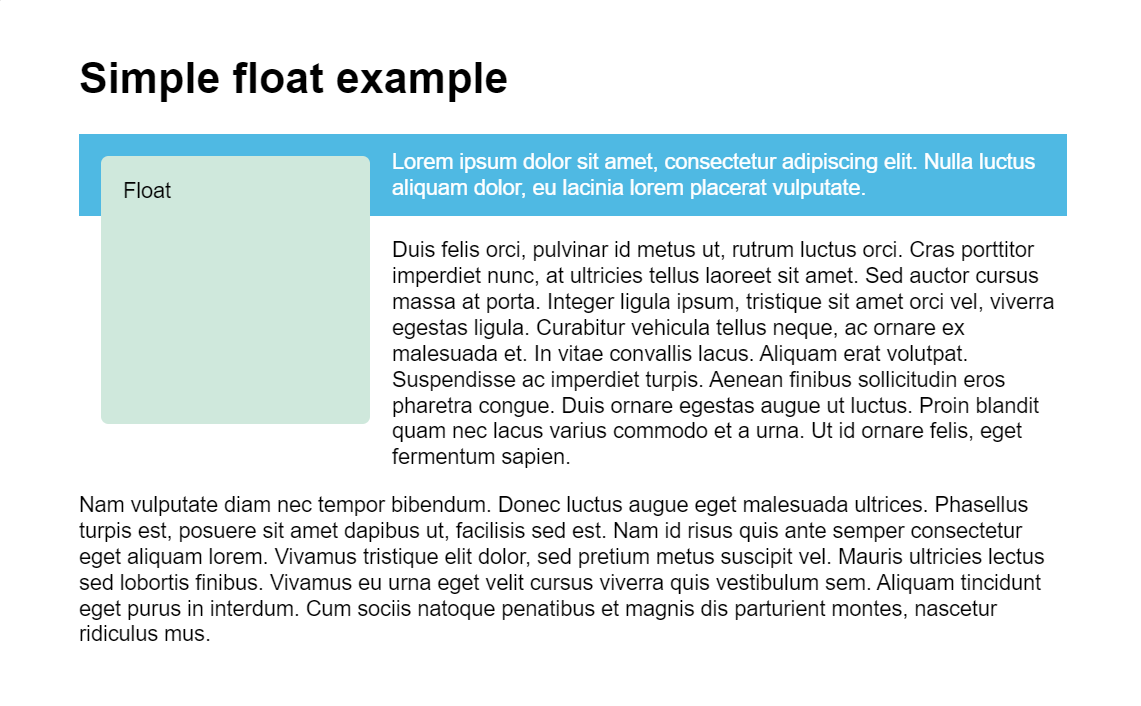 Simple float example
Float
Lorem ipsum dolor sit amet, consectetur adipiscing elit. Nulla luctus
aliquam dolor, eu lacinia lorem placerat vulputate.
Duis felis orci, pulvinar id metus ut, rutrum luctus orci. Cras porttitor
imperdiet nunc, at ultricies tellus laoreet sit amet. Sed auctor cursus
massa at porta. Integer ligula ipsum, tristique sit amet orci vel, viverra
egestas ligula. Curabitur vehicula tellus neque, ac ornare ex
malesuada et. In vitae convallis lacus. Aliquam erat volutpat.
Suspendisse ac imperdiet turpis. Aenean finibus sollicitudin eros
pharetra congue. Duis ornare egestas augue ut luctus. Proin blandit
quam nec lacus varius commodo et a urna. Ut id ornare felis, eget
fermentum sapien.
Nam vulputate diam nec tempor bibendum. Donec luctus augue eget malesuada ultrices. Phasellus
turpis est, posuere sit amet dapibus ut, facilisis sed est. Nam id risus quis ante semper consectetur
eget aliquam lorem. Vivamus tristique elit dolor, sed pretium metus suscipit vel. Mauris ultricies lectus
sed lobortis finibus. Vivamus eu urna eget velit cursus viverra quis vestibulum sem. Aliquam tincidunt
eget purus in interdum. Cum sociis natoque penatibus et magnis dis parturient montes, nascetur
ridiculus mus.